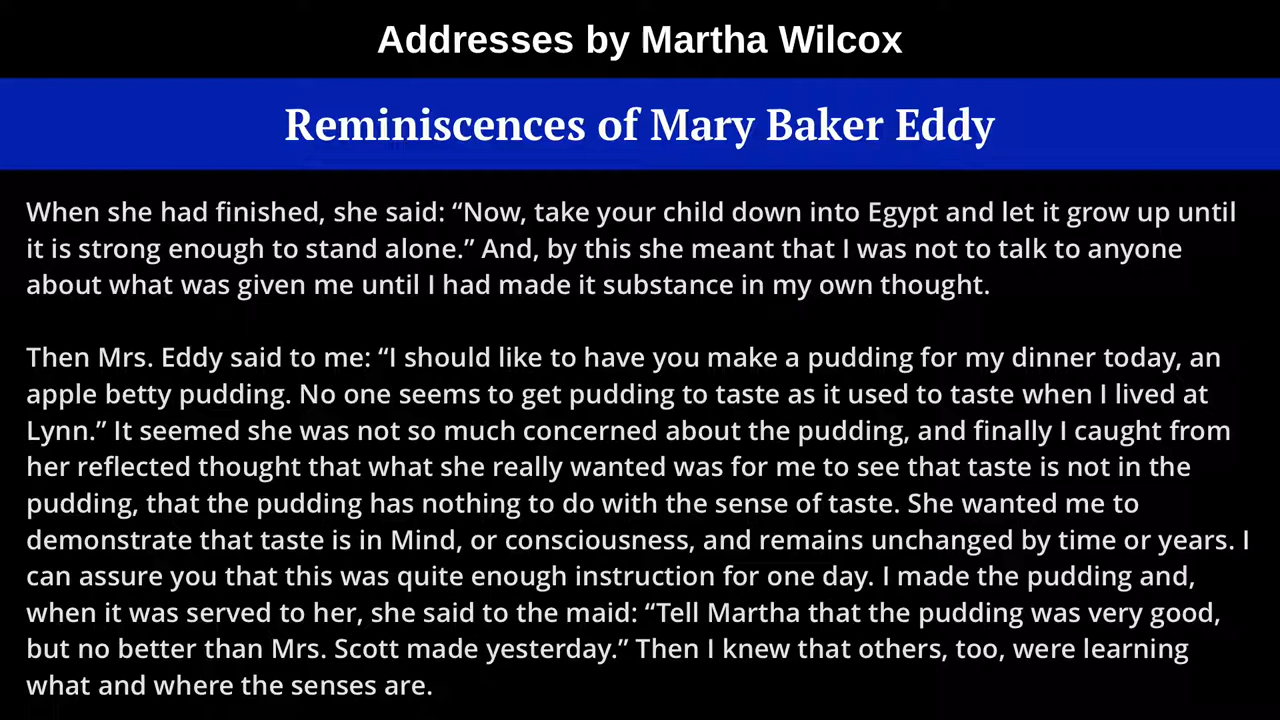 Addresses by Martha Wilcox
Reminiscences of Mary Baker Eddy
When she had finished, she said: “Now, take your child down into Egypt and let it grow up until
it is strong enough to stand alone.” And, by this she meant that I was not to talk to anyone
about what was given me until I had made it substance in my own thought.
Then Mrs. Eddy said to me: “I should like to have you make a pudding for my dinner today, an
apple betty pudding. No one seems to get pudding to taste as it used to taste when I lived at
Lynn.” It seemed she was not so much concerned about the pudding, and finally I caught from
her reflected thought that what she really wanted was for me to see that taste is not in the
pudding, that the pudding has nothing to do with the sense of taste. She wanted me to
demonstrate that taste is in Mind, or consciousness, and remains unchanged by time or years. I
can assure you that this was quite enough instruction for one day. I made the pudding and,
when it was served to her, she said to the maid: “Tell Martha that the pudding was very good,
but no better than Mrs. Scott made yesterday.” Then I knew that others, too, were learning
what and where the senses are.